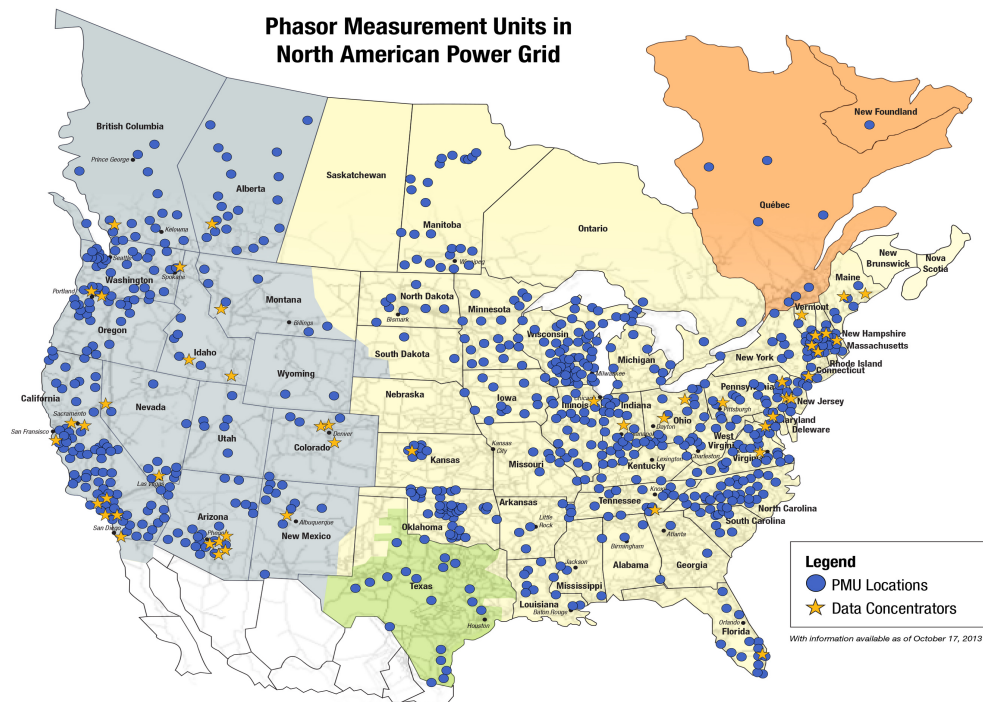 Phasor Measurement Units in
North American Power Grid
British Columbia
Prince George
Alberta
Saskatchewan
Manitoba
Ontario
New Foundland
Québec
Kelowna
Winnipeg
New
Brunswick
Nova
Scotia
Maine
Seattle
Spokane
Washington
Portland
Montana
North Dakota
Bismark
Minnesota
Billings
Vermont
Oregon
Wisconsin
New Hampshire
Massachusetts
Idaho
South Dakota
Milwaukee
Michigan
New York
Rhode Island
Connecticut
Wyoming
California
Nevada
Nebraska
Iowa
Chicago
Illinois
Indiana
Ohio
Pennsylvania
Pittsburgh
New Jersey
Sacramento
San Fransisco
Utah
Colorado
Denver
Kansas
City
Kansas
Missouri
Dayton
Maryland
Deleware
West
Virginia
Charleston
Virginia
Lexington
Kentucky
Las Vegas
Arizona
Phoenix
Albuquerque
New Mexico
San Diego
Oklahoma
Arkansas
Little
Rock
Tennessee
Knox
North Carolina
South Carolina
Atlanta
Birmingham
Alabama
Georgia
Texas
Jackson
Mississippi
Louisiana
Baton Rouge
Houston
Orlando
Florida
Legend
PMU Locations
Data Concentrators
With information available as of October 17, 2013